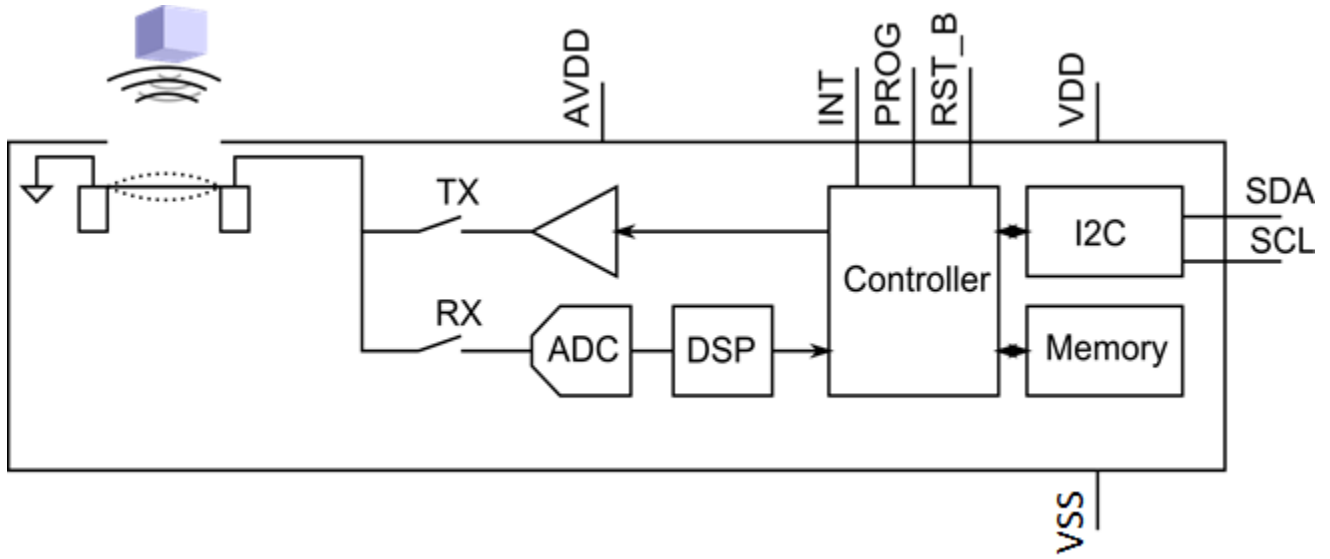 AVDD
INT
PROG
RST_B
VDD
TX
SDA
I2C
SCL
Controller
RX
ADC
DSP
Memory
VSS